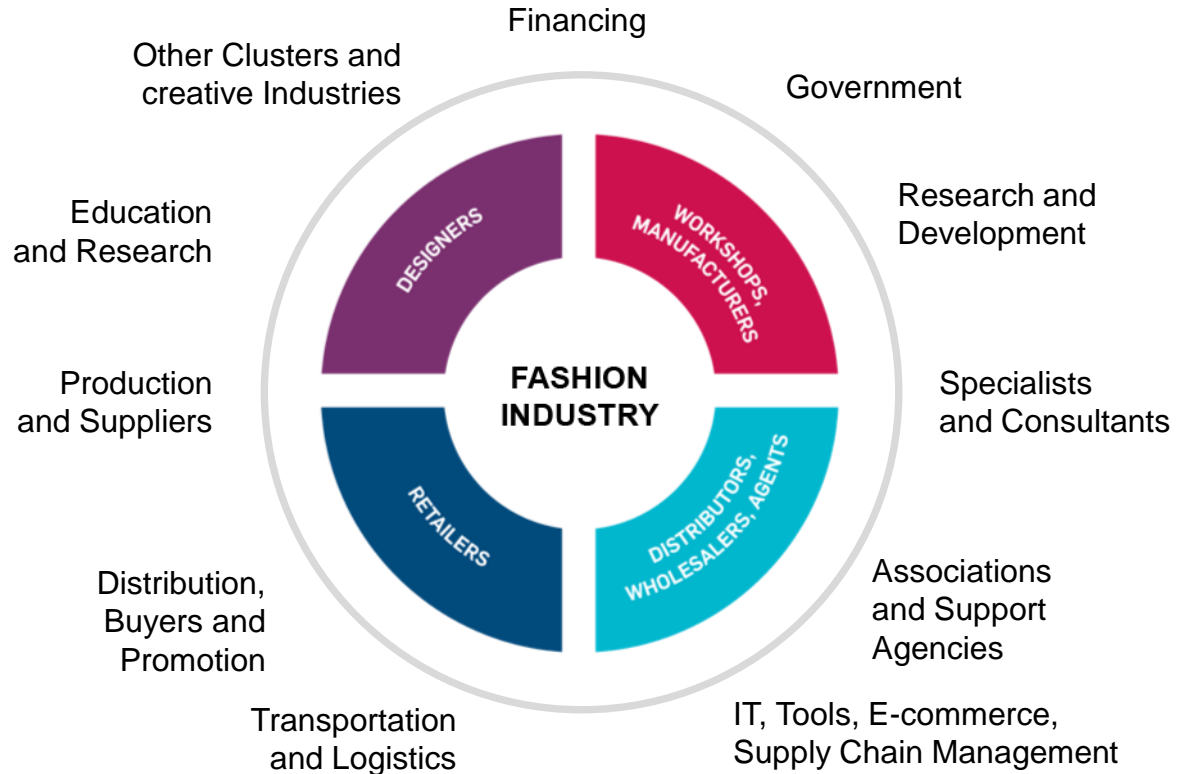 Financing
Other Clusters and
creative Industries
Government
Education
and Research
Research and
Development
DESIGNERS
WORKSHOPS,
MANUFACTURERS
FASHION
INDUSTRY
Production
and Suppliers
Specialists
and Consultants
RETAILERS
DISTRIBUTORS,
WHOLESALERS, AGENTS
Distribution,
Buyers and
Promotion
Associations
and Support
Agencies
Transportation
and Logistics
IT, Tools, E-commerce,
Supply Chain Management